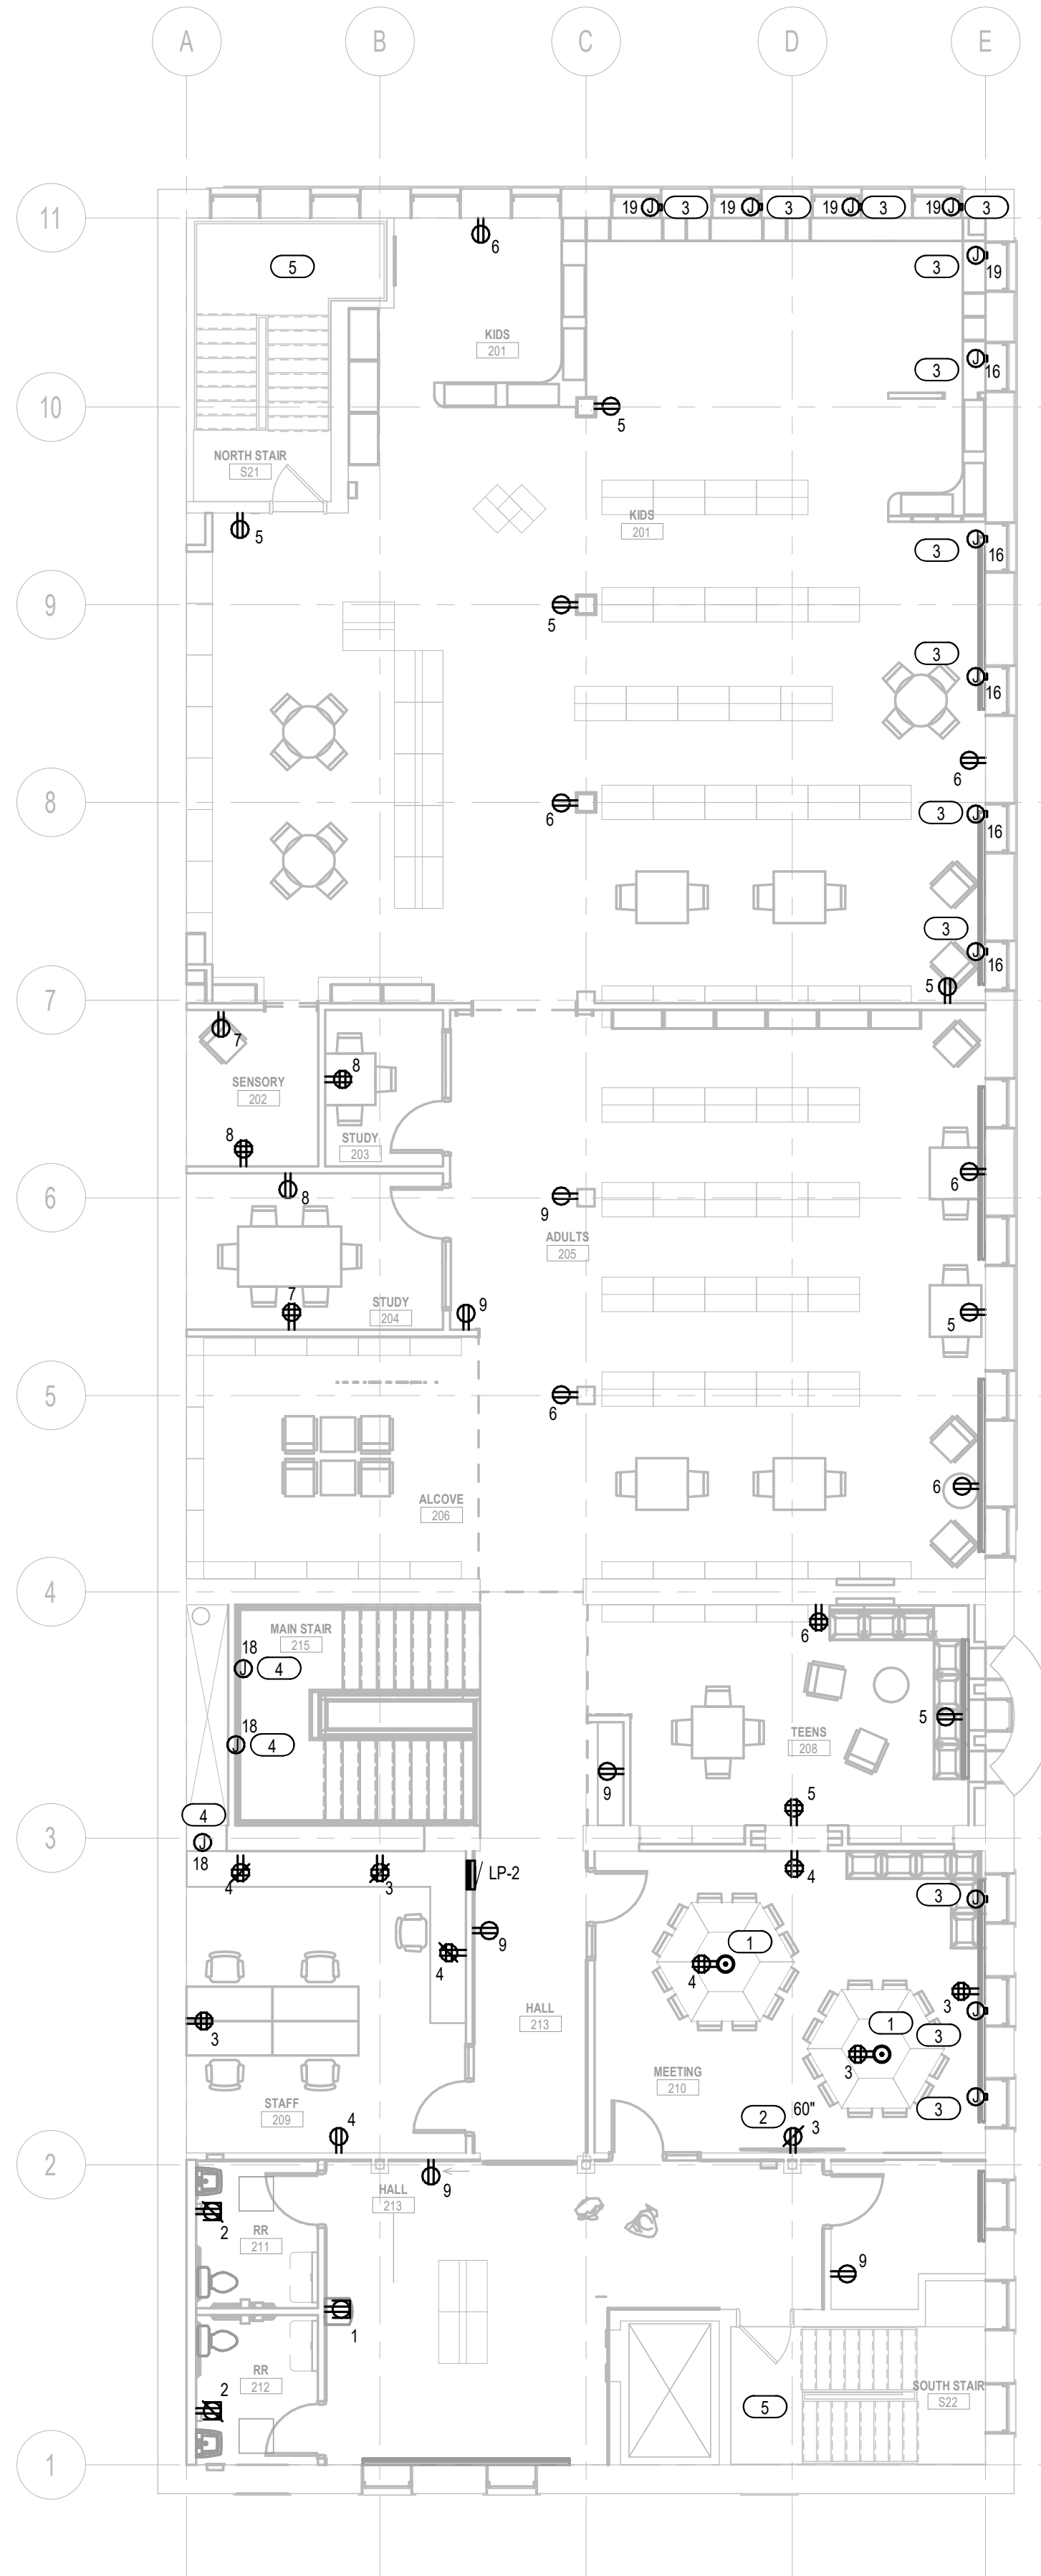 A B C D E
11
19 J 3 19 J 3 19 J 3 19 J 3
6
5
3 J 19
KIDS
201
3 J 16
10
5
NORTH STAIR
S21
KIDS
201
5
3 J 16
9
5
3 J 16
6
8
6
3 J 16
3
J 16
5
7
7
8
SENSORY
202
8
STUDY
203
6
6
8
9
ADULTS
205
7
STUDY
204
9
5
5
6
6
ALCOVE
206
4
6
MAIN STAIR
215
18
J 4
5
TEENS
208
18
J 4
9
5
4
3
J
18
4
3
LP-2
4
3 J
9
1
4
4
3
J
HALL
213
1
3
3
3
MEETING
210
3 J
STAFF
209
4
2 60"
3
2
9
HALL
213
2
RR
211
9
1
RR
212
2
SOUTH STAIR
S22
5
1